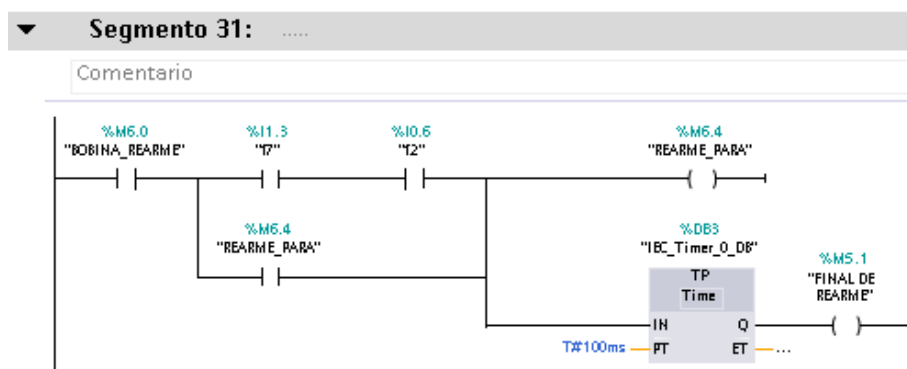 Segmento 31: .....
Comentario
%M6.0 %I1.3 %I0.6 %M6.4
"BOBINA_REARME" "f7" "f2" "REARME_PARA"
%M6.4
"REARME_PARA"
%DB3
"IEC_Timer_0_DB"
TP
Time
IN Q
T#100ms PT ET ...
%M5.1
"FINAL DE
REARME"